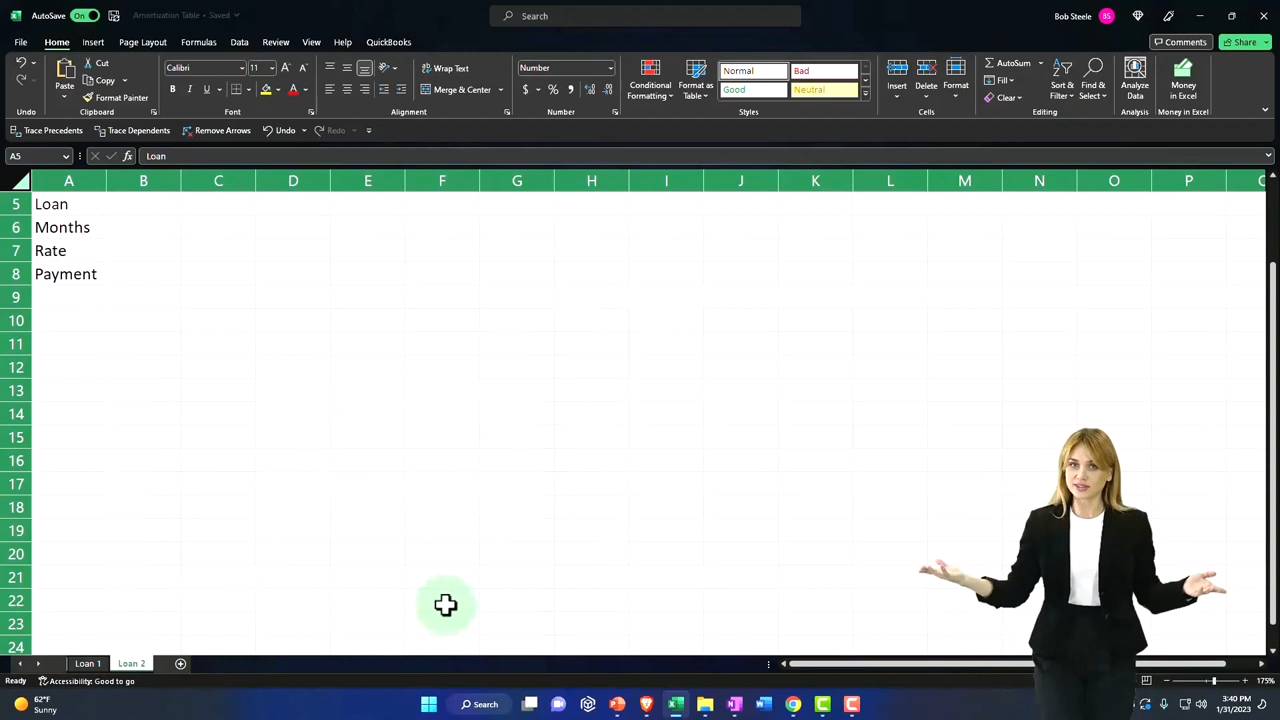 AutoSave On Amortization Table • Saved Search Bob Steele BS
File Home Insert Page Layout Formulas Data Review View Help QuickBooks Comments Share
Paste Cut Copy Format Painter Calibri 11 Wrap Text Merge & Center Number Conditional Formatting Format as Table Normal Bad Good Neutral Insert Delete Format AutoSum Fill Clear Sort & Filter Find & Select Analyze Data Money in Excel
Undo Clipboard Font Alignment Number Styles Cells Editing Analysis Money in Excel
Trace Precedents Trace Dependents Remove Arrows Undo Redo
A5 fx Loan
A B C D E F G H I J K L M N O P
5 Loan
6 Months
7 Rate
8 Payment
9
10
11
12
13
14
15
16
17
18
19
20
21
22
23
24
Loan 1 Loan 2
Ready Accessibility: Good to go 175%
62°F Sunny Search 3:40 PM 1/31/2023